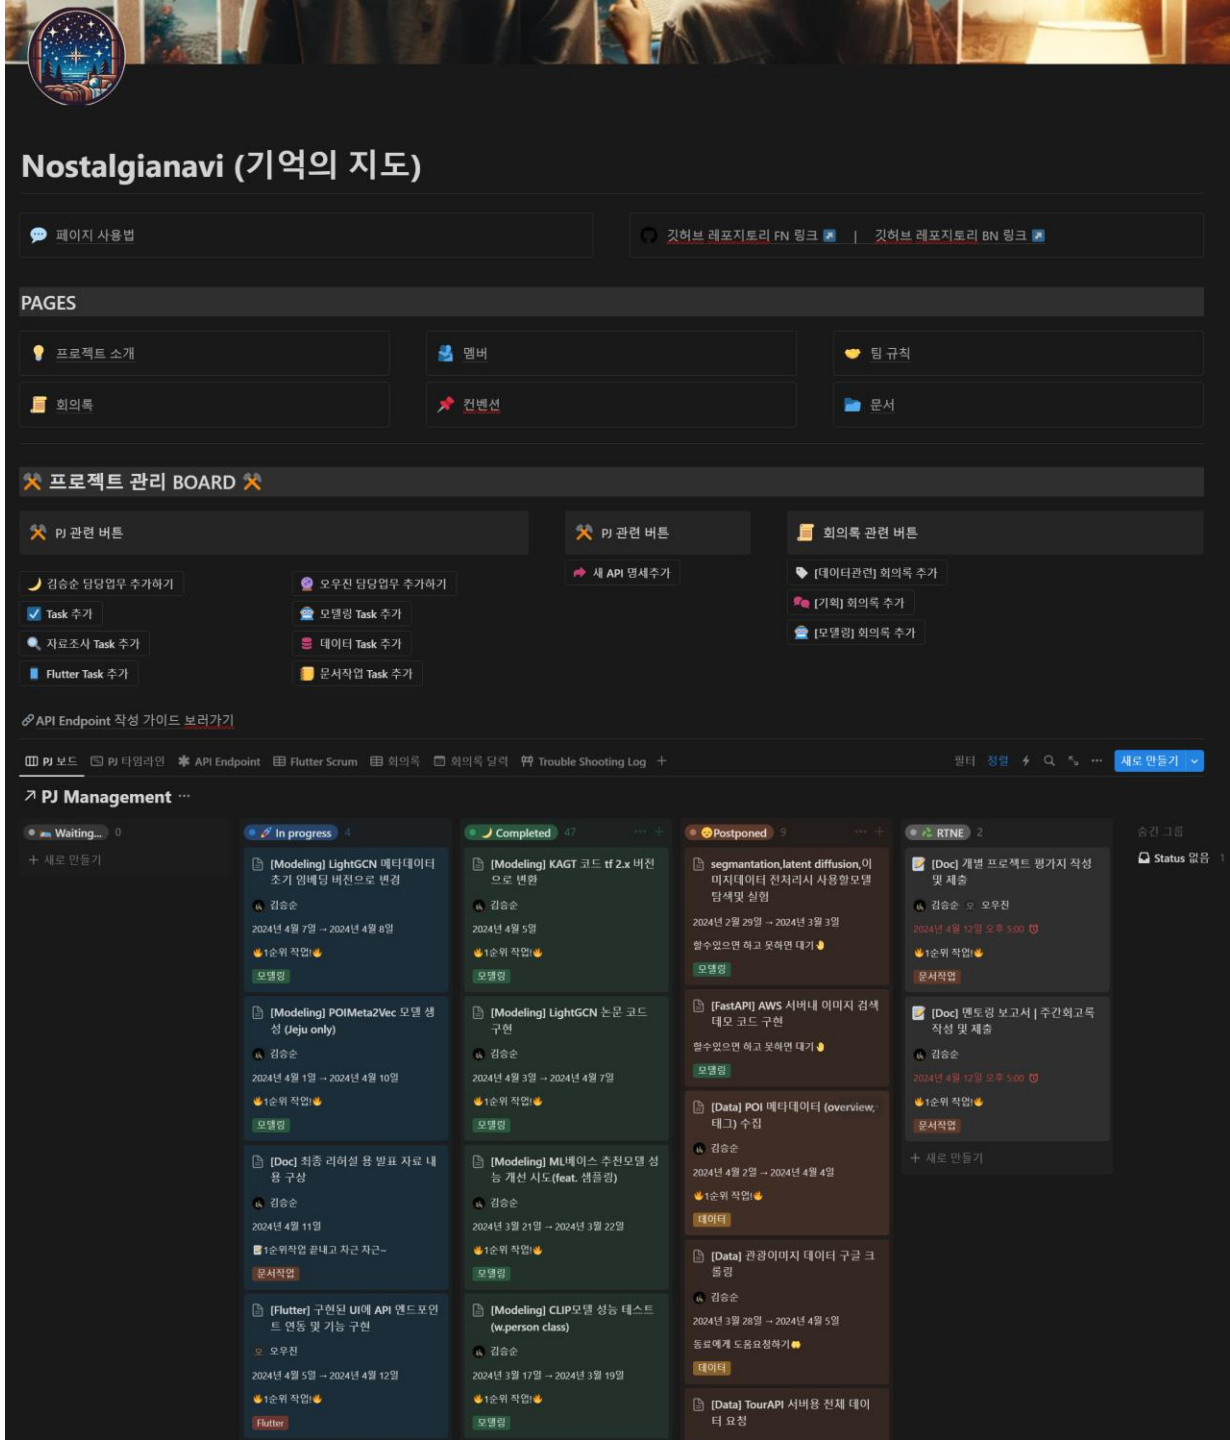 Nostalgianavi (기억의 지도)
페이지 사용법
깃허브 레포지토리 FN 링크 | 깃허브 레포지토리 BN 링크
PAGES
프로젝트 소개
멤버
팀 규칙
회의록
컨벤션
문서
프로젝트 관리 BOARD
PJ 관련 버튼
PJ 관련 버튼
회의록 관련 버튼
김승순 담당업무 추가하기
오우진 담당업무 추가하기
새 API 명세추가
[데이터관련] 회의록 추가
Task 추가
모델링 Task 추가
[기획] 회의록 추가
자료조사 Task 추가
데이터 Task 추가
[모델링] 회의록 추가
Flutter Task 추가
문서작업 Task 추가
API Endpoint 작성 가이드 보러가기
PJ 보드 PJ 타임라인 API Endpoint Flutter Scrum 회의록 회의록 달력 Trouble Shooting Log
필터 정렬 새로 만들기
PJ Management
Waiting... 0
새로 만들기
In progress 4
[Modeling] LightGCN 메타데이터
초기 임베딩 버전으로 변경
김승순
2024년 4월 7일 → 2024년 4월 8일
1순위 작업!
모델링
[Modeling] POIMeta2Vec 모델 생
성 (Jeju only)
김승순
2024년 4월 1일 → 2024년 4월 10일
1순위 작업!
모델링
[Doc] 최종 리허설 용 발표 자료 내
용 구상
김승순
2024년 4월 11일
1순위작업 끝내고 차근 차근~
문서작업
[Flutter] 구현된 UI에 API 엔드포인
트 연동 및 기능 구현
오우진
2024년 4월 5일 → 2024년 4월 12일
1순위 작업!
Flutter
Completed 47
[Modeling] KAGT 코드 tf 2.x 버전
으로 변환
김승순
2024년 4월 5일
1순위 작업!
모델링
[Modeling] LightGCN 논문 코드
구현
김승순
2024년 4월 3일 → 2024년 4월 7일
1순위 작업!
모델링
[Modeling] ML베이스 추천모델 성
능 개선 시도(feat. 샘플링)
김승순
2024년 3월 21일 → 2024년 3월 22일
1순위 작업!
모델링
[Modeling] CLIP모델 성능 테스트
(w.person class)
김승순
2024년 3월 17일 → 2024년 3월 19일
1순위 작업!
모델링
Postponed 9
segmantation,latent diffusion,이
미지데이터 전처리시 사용할모델
탐색및 실험
2024년 2월 29일 → 2024년 3월 3일
할수있으면 하고 못하면 대기
모델링
[FastAPI] AWS 서버내 이미지 검색
데모 코드 구현
할수있으면 하고 못하면 대기
모델링
[Data] POI 메타데이터 (overview,
태그) 수집
김승순
2024년 4월 2일 → 2024년 4월 4일
1순위 작업!
데이터
[Data] 관광이미지 데이터 구글 크
롤링
김승순
2024년 3월 28일 → 2024년 4월 5일
동료에게 도움요청하기
데이터
[Data] TourAPI 서버용 전체 데이
터 요청
RTNE 2
[Doc] 개별 프로젝트 평가지 작성
및 제출
김승순 오 오우진
2024년 4월 12일 오후 5:00
1순위 작업!
문서작업
[Doc] 멘토링 보고서 | 주간회고록
작성 및 제출
김승순
2024년 4월 12일 오후 5:00
1순위 작업!
문서작업
새로 만들기
숨긴 그룹
Status 없음 1